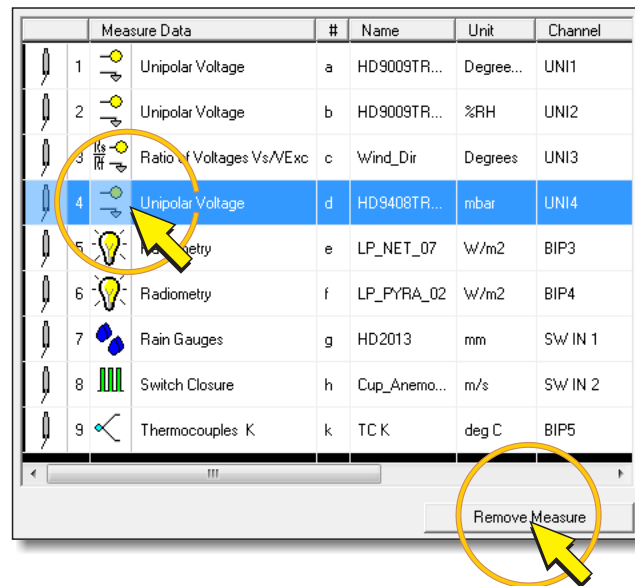 Measure Data # Name Unit Channel
1 Unipolar Voltage a HD9009TR... Degree... UNI1
2 Unipolar Voltage b HD9009TR... %RH UNI2
3 Rs Rf Ratio of Voltages Vs/VExc c Wind_Dir Degrees UNI3
4 Unipolar Voltage d HD9408TR... mbar UNI4
5 Radiometry e LP_NET_07 W/m2 BIP3
6 Radiometry f LP_PYRA_02 W/m2 BIP4
7 Rain Gauges g HD2013 mm SW IN 1
8 Switch Closure h Cup_Anemo... m/s SW IN 2
9 Thermocouples K k TC K deg C BIP5
Remove Measure